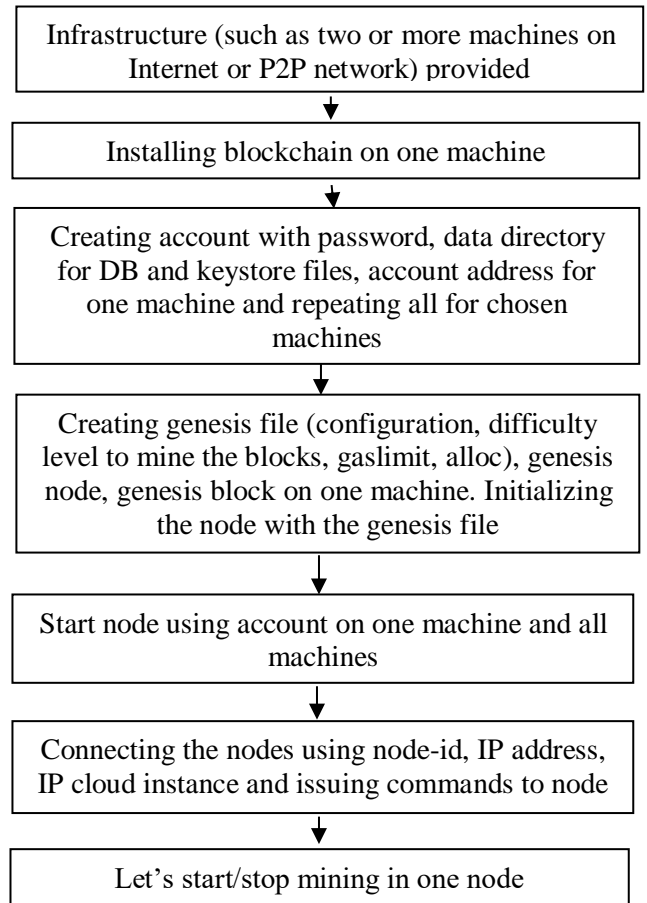 Infrastructure (such as two or more machines on
Internet or P2P network) provided
Installing blockchain on one machine
Creating account with password, data directory
for DB and keystore files, account address for
one machine and repeating all for chosen
machines
Creating genesis file (configuration, difficulty
level to mine the blocks, gaslimit, alloc), genesis
node, genesis block on one machine. Initializing
the node with the genesis file
Start node using account on one machine and all
machines
Connecting the nodes using node-id, IP address,
IP cloud instance and issuing commands to node
Let’s start/stop mining in one node